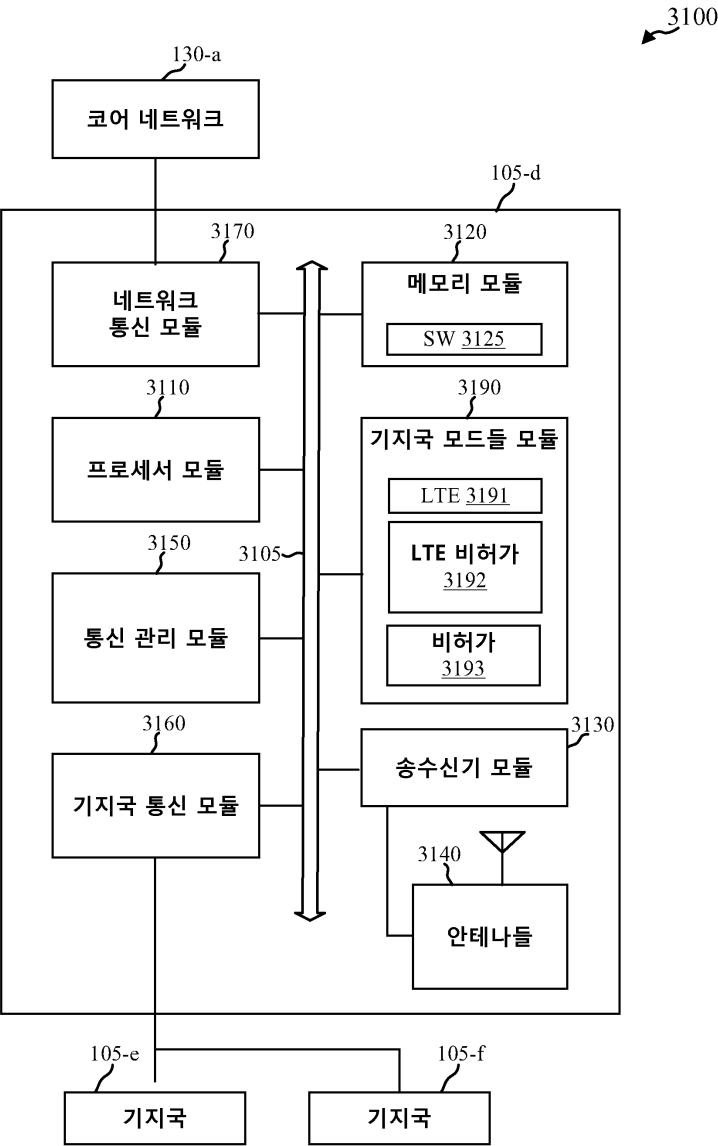 3100
130-a
코어 네트워크
105-d
3170
네트워크
통신 모듈
3120
메모리 모듈
SW 3125
3110
프로세서 모듈
3190
기지국 모드들 모듈
LTE 3191
LTE 비허가
3192
비허가
3193
3105
3150
통신 관리 모듈
3160
기지국 통신 모듈
3130
송수신기 모듈
3140
안테나들
105-e
기지국
105-f
기지국